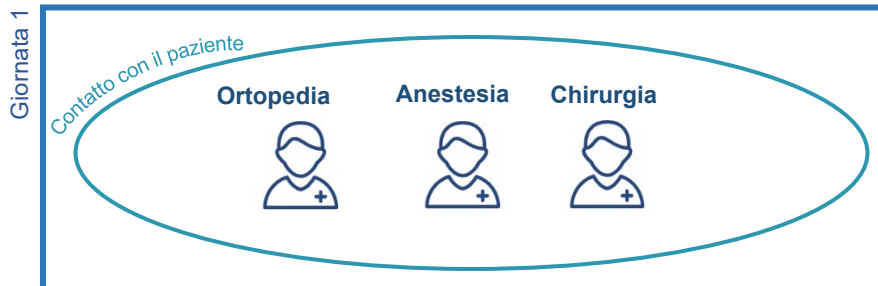 Giornata 1
Contatto con il paziente
Ortopedia
Anestesia
Chirurgia